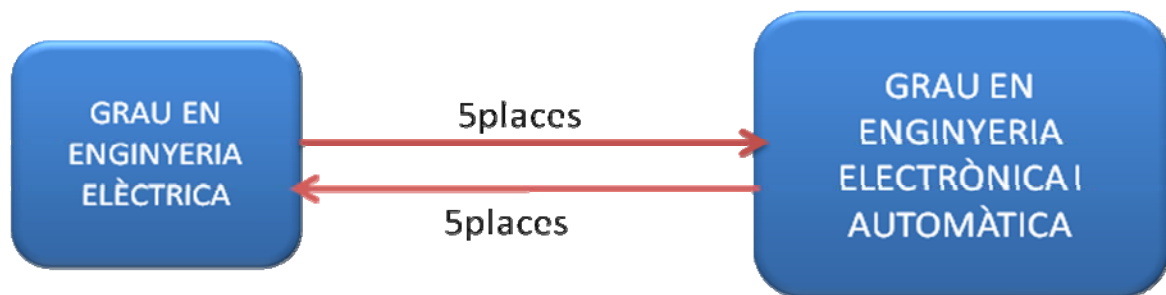 GRAU EN
ENGINYERIA
ELÈCTRICA
5places
5places
GRAU EN
ENGINYERIA
ELECTRÒNICA I
AUTOMÀTICA